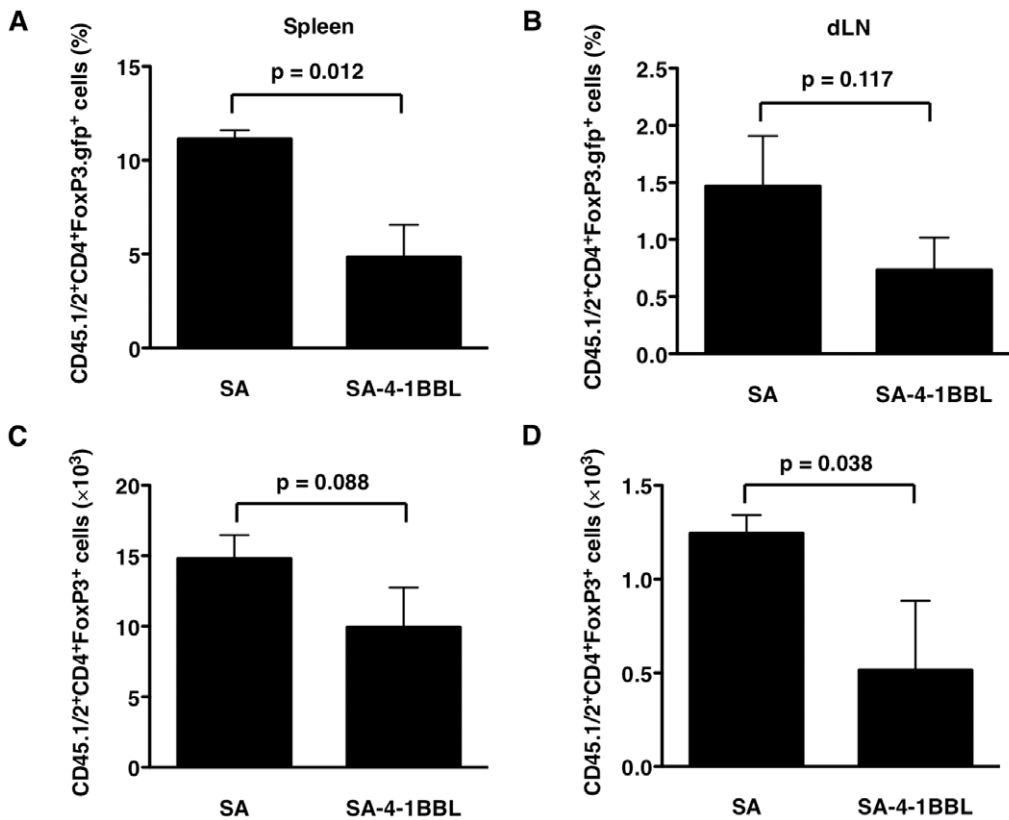 A
Spleen
CD45.1/2⁺CD4⁺FoxP3.gfp⁺ cells (%)
15
10
5
0
p = 0.012
SA
SA-4-1BBL
B
dLN
CD45.1/2⁺CD4⁺FoxP3.gfp⁺ cells (%)
2.5
2.0
1.5
1.0
0.5
0.0
p = 0.117
SA
SA-4-1BBL
C
CD45.1/2⁺CD4⁺FoxP3⁺ cells (×10³)
20
15
10
5
0
p = 0.088
SA
SA-4-1BBL
D
CD45.1/2⁺CD4⁺FoxP3⁺ cells (×10³)
1.5
1.0
0.5
0.0
p = 0.038
SA
SA-4-1BBL